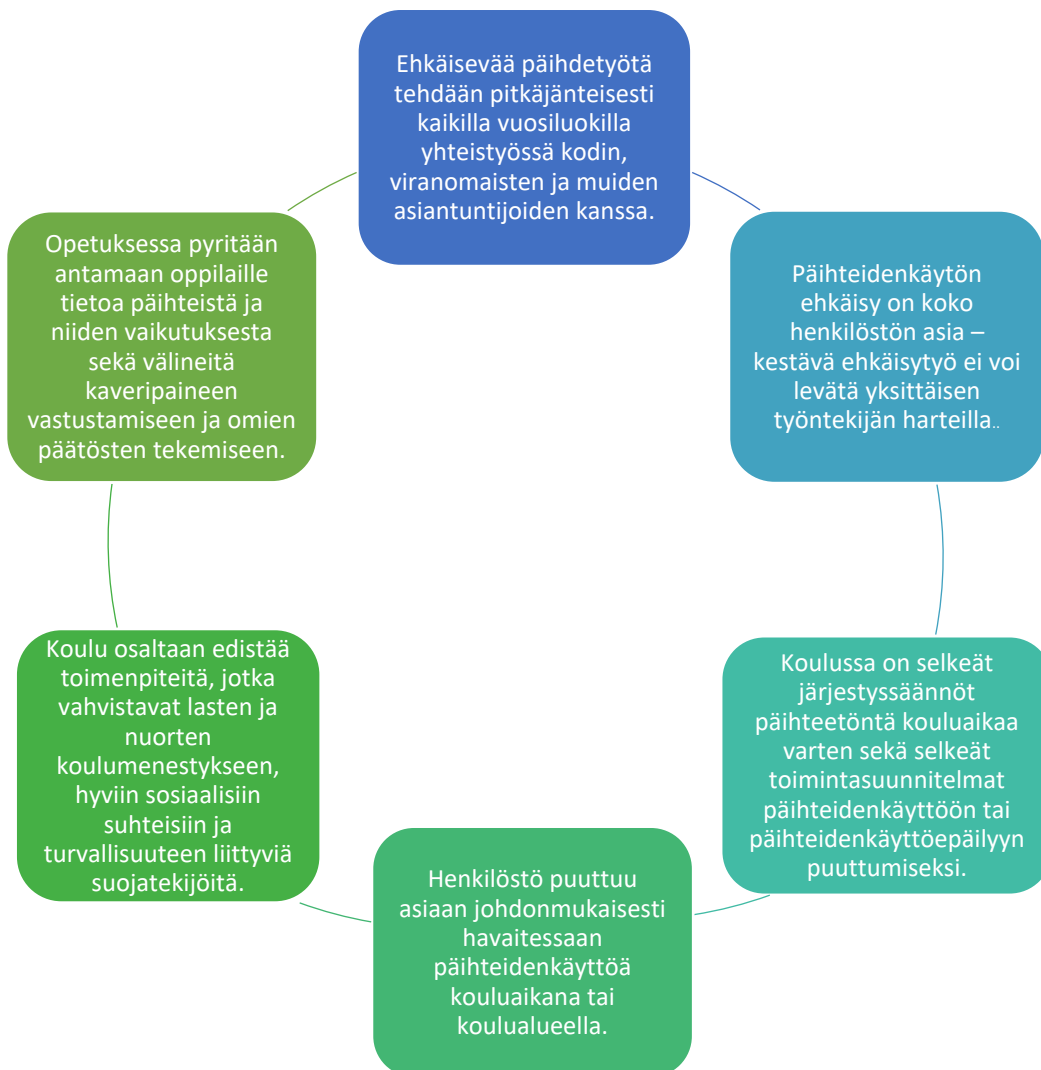 Ehkäisevää päihdetyötä
tehdään pitkäjänteisesti
kaikilla vuosiluokilla
yhteistyössä kodin,
viranomaisten ja muiden
asiantuntijoiden kanssa.
Päihteidenkäytön
ehkäisy on koko
henkilöstön asia –
kestävä ehkäisytyö ei voi
levätä yksittäisen
työntekijän harteilla..
Koulussa on selkeät
järjestyssäännöt
päihteetöntä kouluaikaa
varten sekä selkeät
toimintasuunnitelmat
päihteidenkäyttöön tai
päihteidenkäyttöepäilyyn
puuttumiseksi.
Henkilöstö puuttuu
asiaan johdonmukaisesti
havaitessaan
päihteidenkäyttöä
kouluaikana tai
koulualueella.
Koulu osaltaan edistää
toimenpiteitä, jotka
vahvistavat lasten ja
nuorten
koulumenestykseen,
hyviin sosiaalisiin
suhteisiin ja
turvallisuuteen liittyviä
suojatekijöitä.
Opetuksessa pyritään
antamaan oppilaille
tietoa päihteistä ja
niiden vaikutuksesta
sekä välineitä
kaveripaineen
vastustamiseen ja omien
päätösten tekemiseen.